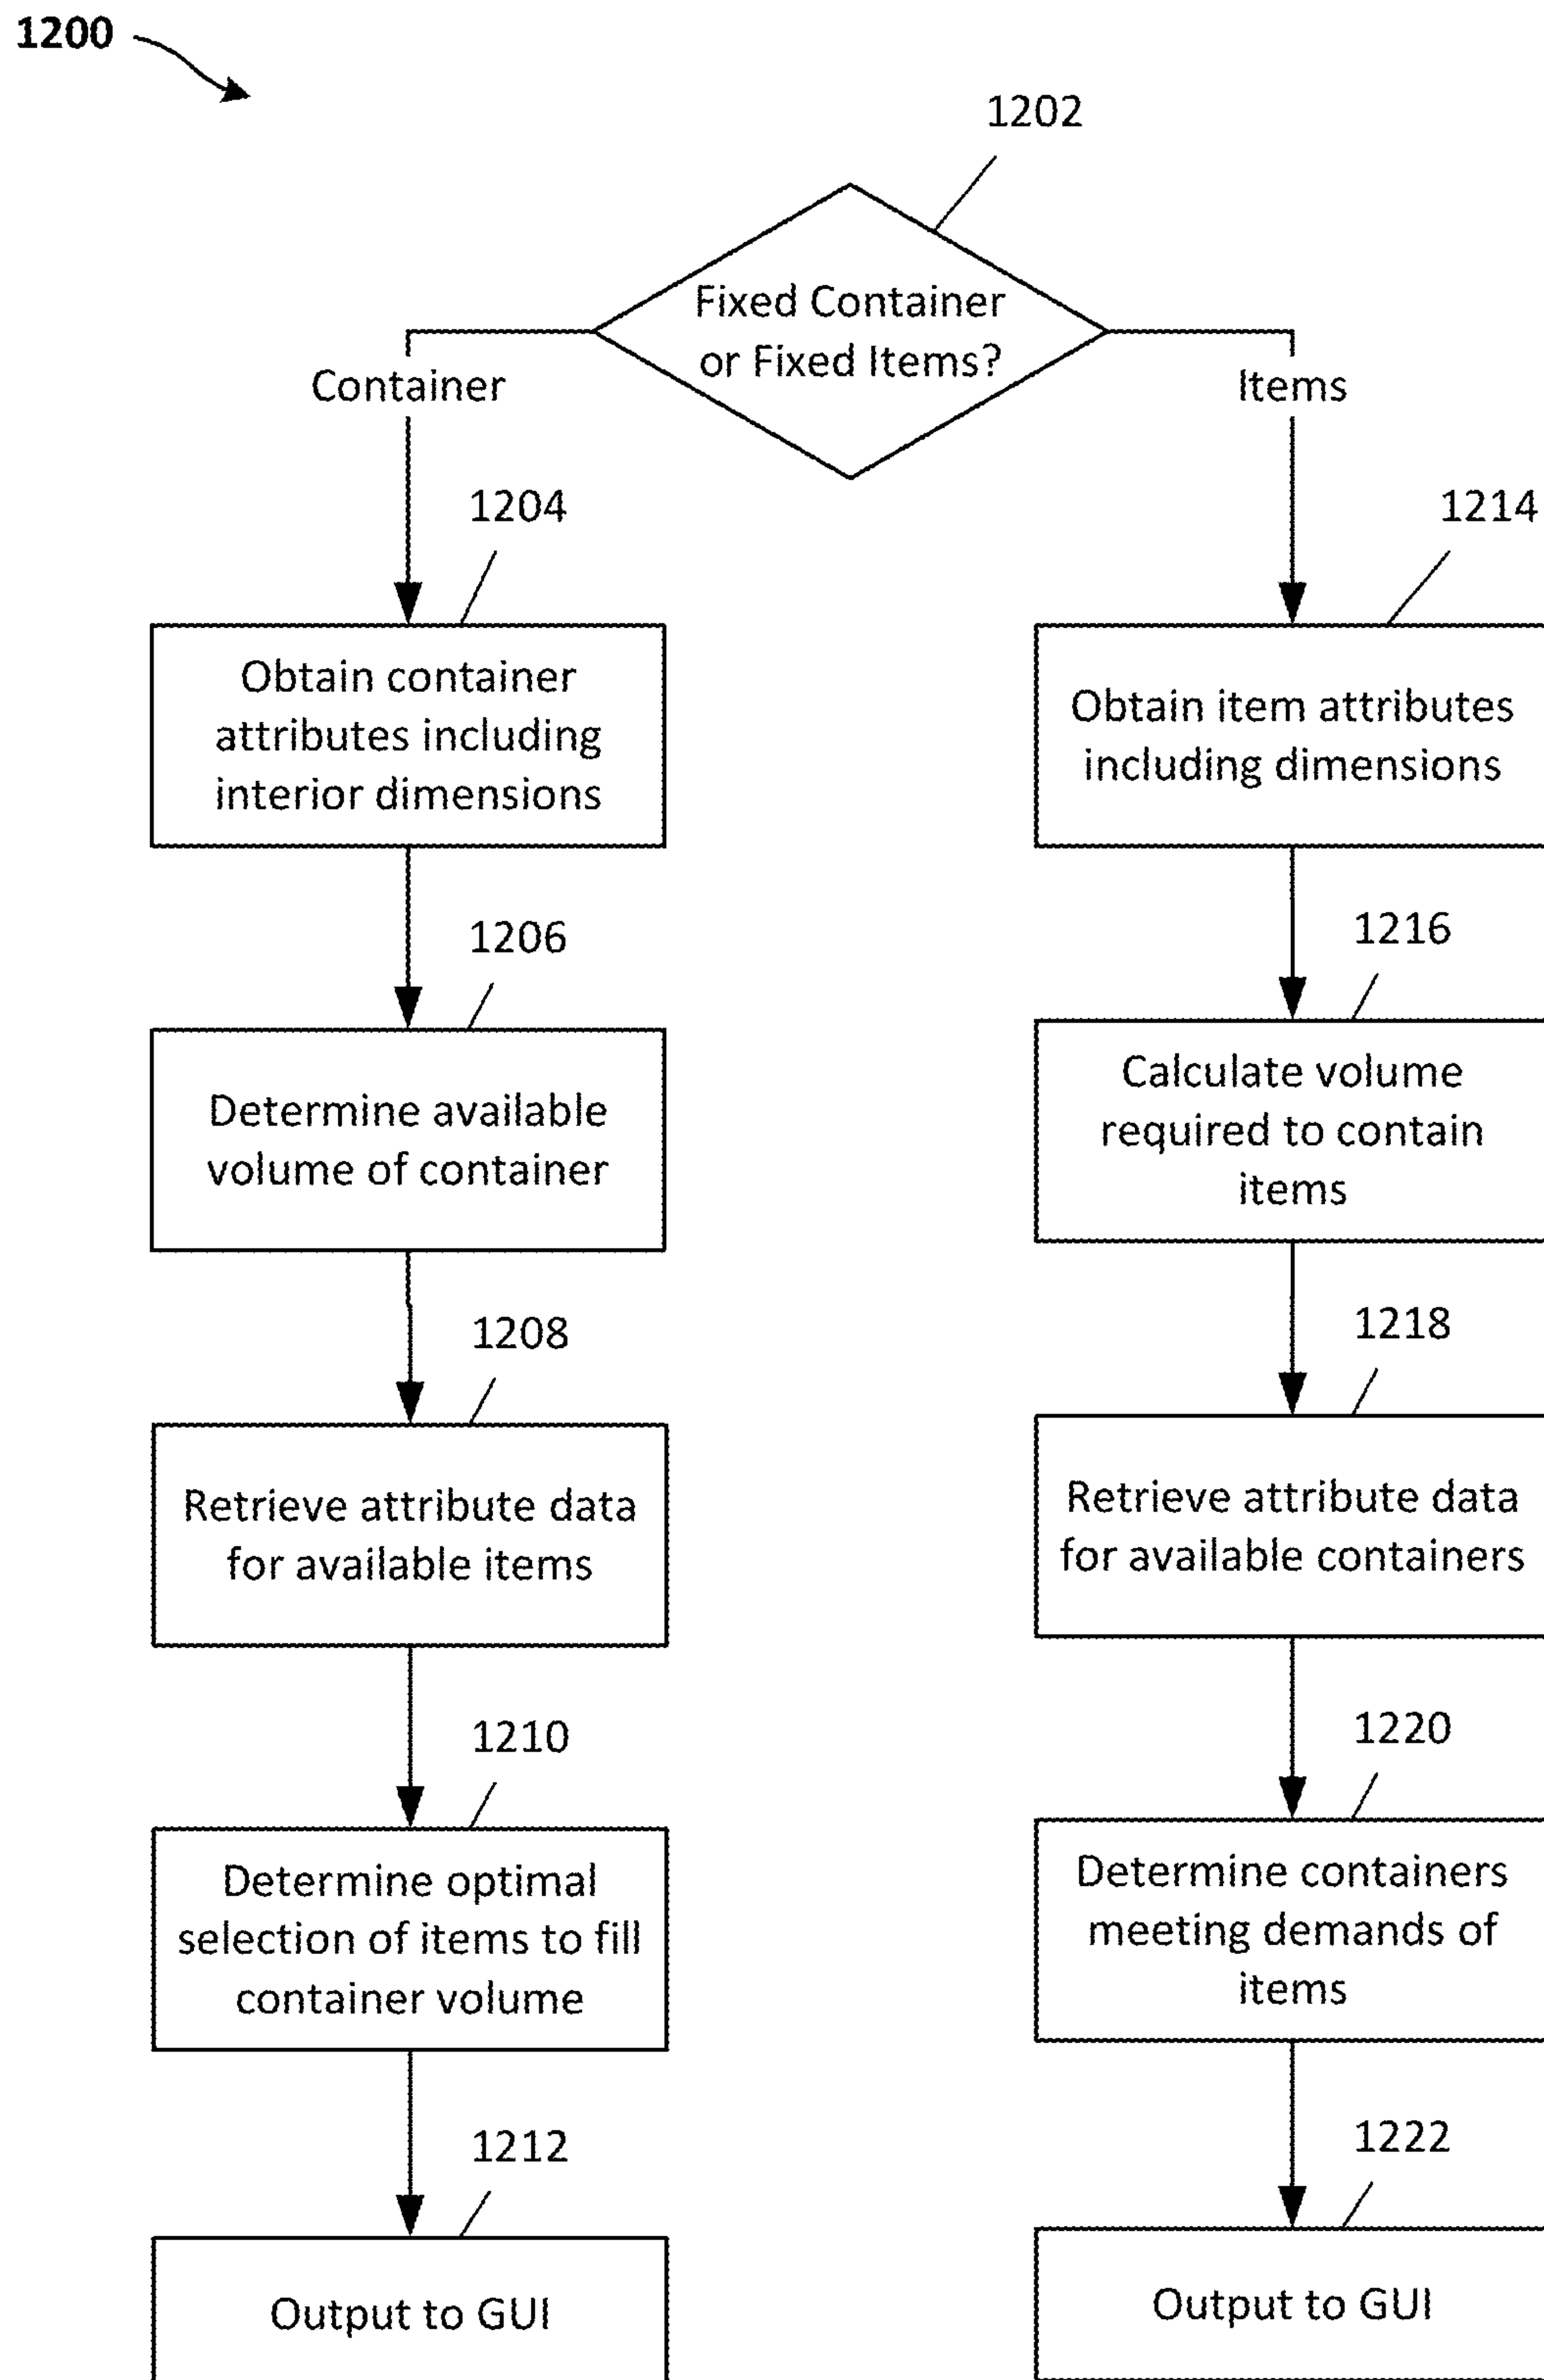 1200
1202
Fixed Container
or Fixed Items?
Container
Items
1204
Obtain container
attributes including
interior dimensions
1206
Determine available
volume of container
1208
Retrieve attribute data
for available items
1210
Determine optimal
selection of items to fill
container volume
1212
Output to GUI
1214
Obtain item attributes
including dimensions
1216
Calculate volume
required to contain
items
1218
Retrieve attribute data
for available containers
1220
Determine containers
meeting demands of
items
1222
Output to GUI